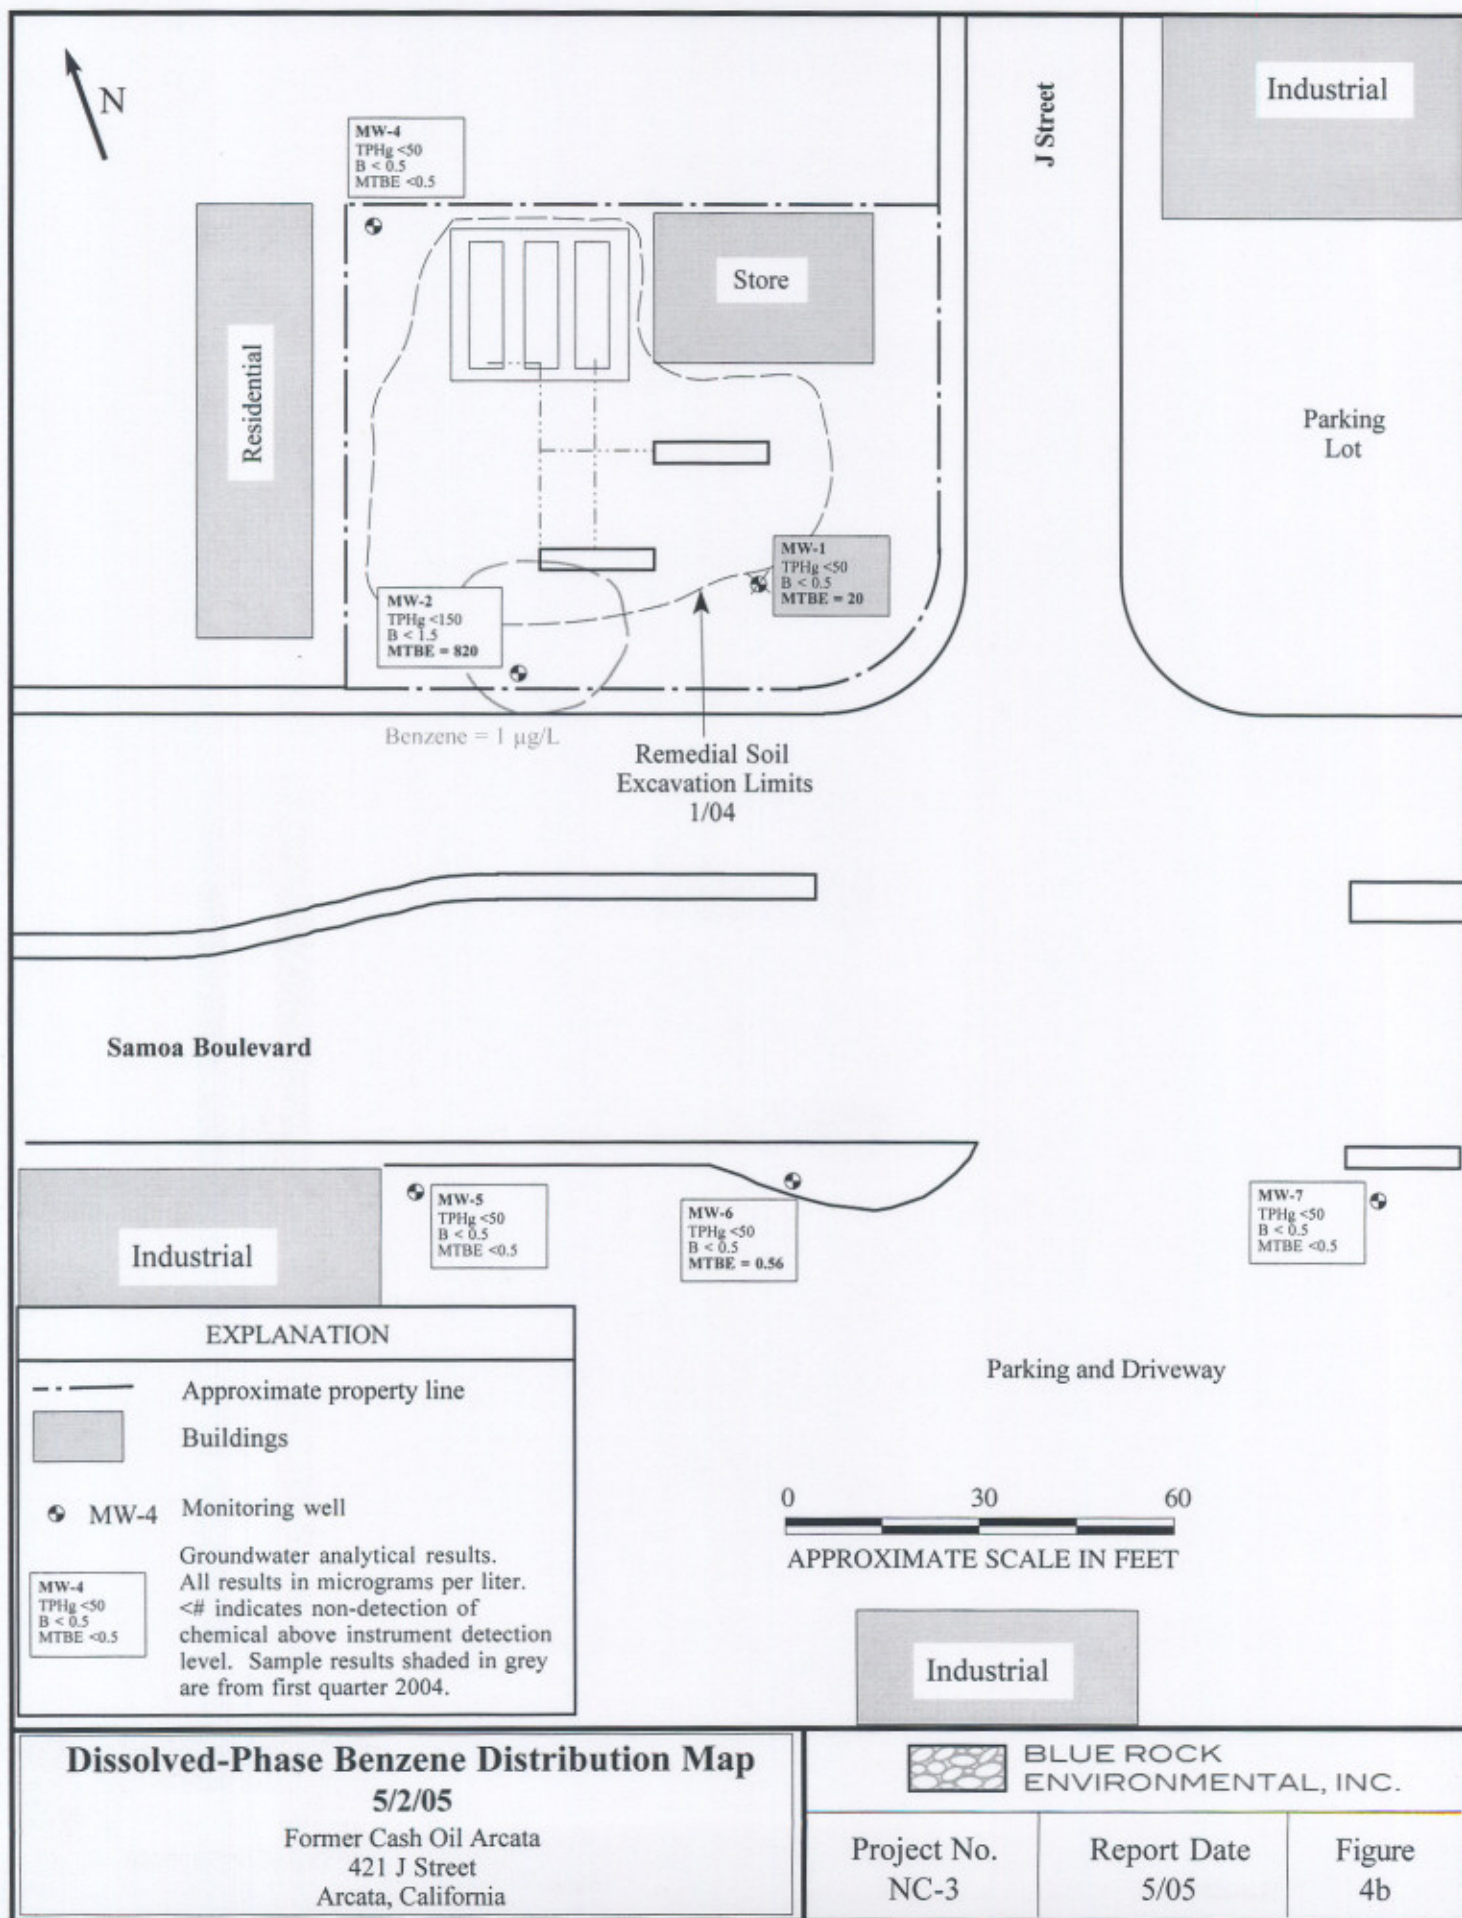 N
MW-4
TPHg <50
B < 0.5
MTBE <0.5
J Street
Industrial
Store
Residential
Parking
Lot
MW-1
TPHg <50
B < 0.5
MTBE = 20
MW-2
TPHg <150
B < 1.5
MTBE = 820
Benzene = 1 µg/L
Remedial Soil
Excavation Limits
1/04
Samoa Boulevard
MW-5
TPHg <50
B < 0.5
MTBE <0.5
MW-6
TPHg <50
B < 0.5
MTBE = 0.56
MW-7
TPHg <50
B < 0.5
MTBE <0.5
Industrial
EXPLANATION
Approximate property line
Buildings
MW-4 Monitoring well
MW-4
TPHg <50
B < 0.5
MTBE <0.5
Groundwater analytical results.
All results in micrograms per liter.
<# indicates non-detection of
chemical above instrument detection
level. Sample results shaded in grey
are from first quarter 2004.
Parking and Driveway
0 30 60
APPROXIMATE SCALE IN FEET
Industrial
Dissolved-Phase Benzene Distribution Map
5/2/05
Former Cash Oil Arcata
421 J Street
Arcata, California
BLUE ROCK
ENVIRONMENTAL, INC.
Project No.
NC-3
Report Date
5/05
Figure
4b